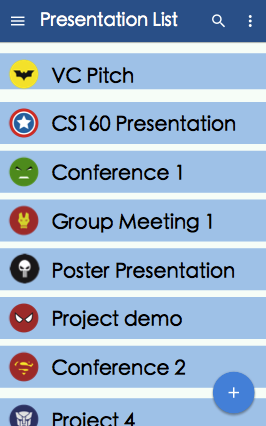 Presentation List
VC Pitch
CS160 Presentation
Conference 1
Group Meeting 1
Poster Presentation
Project demo
Conference 2
Project 4